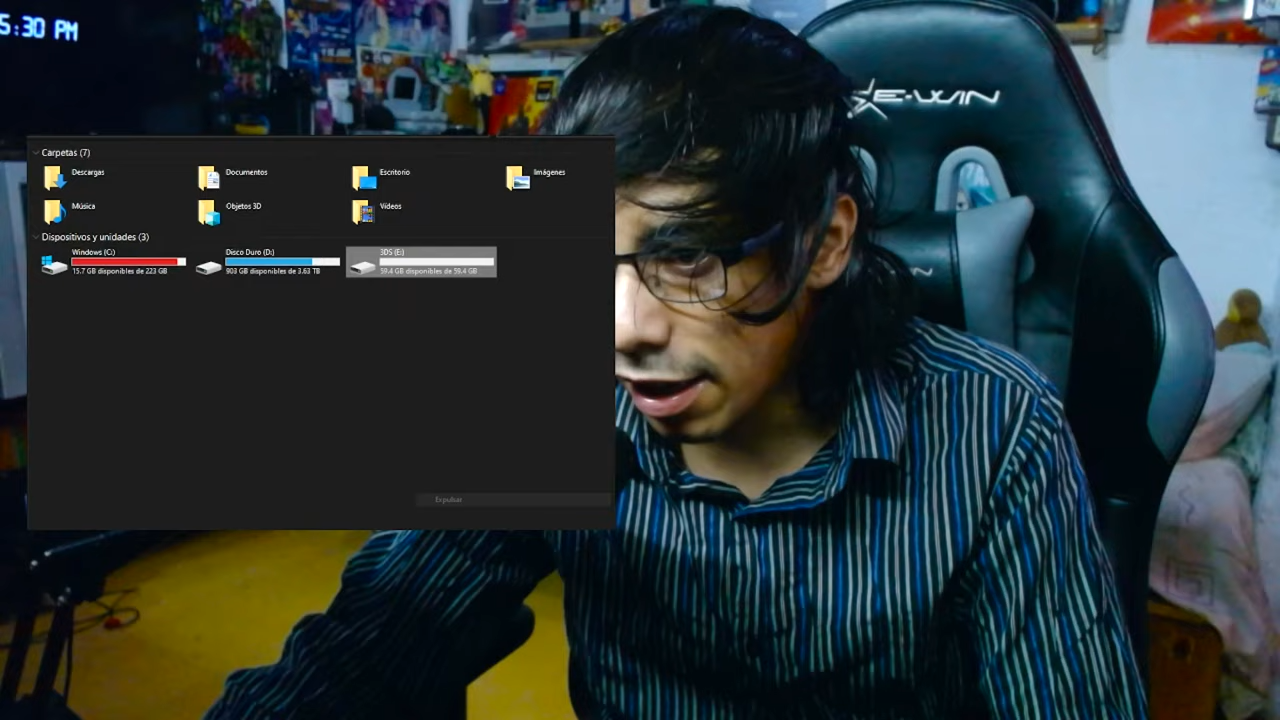 5:30 PM
E-WIN
Carpetas (7)
Descargas
Documentos
Escritorio
Imágenes
Música
Objetos 3D
Vídeos
Dispositivos y unidades (3)
Windows (C:)
15.7 GB disponibles de 223 GB
Disco Duro (D:)
903 GB disponibles de 3.63 TB
3DS (E:)
59.4 GB disponibles de 59.4 GB
Expulsar